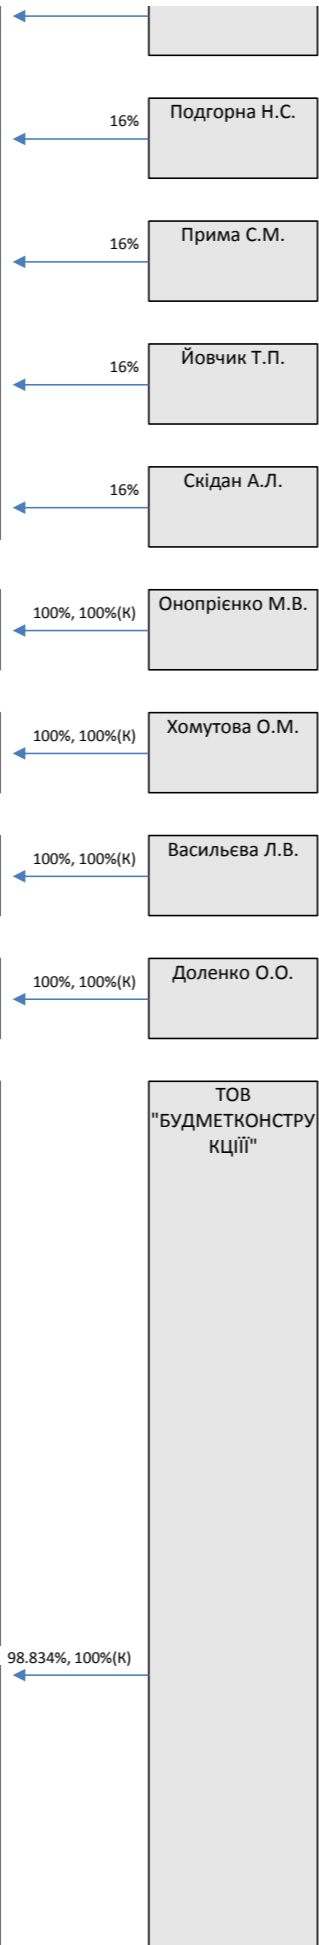 16%
Подгорна Н.С.
16%
Прима С.М.
16%
Йовчик Т.П.
16%
Скідан А.Л.
100%, 100%(К)
Онопрієнко М.В.
100%, 100%(К)
Хомутова О.М.
100%, 100%(К)
Васильєва Л.В.
100%, 100%(К)
Доленко О.О.
ТОВ
"БУДМЕТКОНСТРУ
КЦІЇЇ"
98.834%, 100%(К)